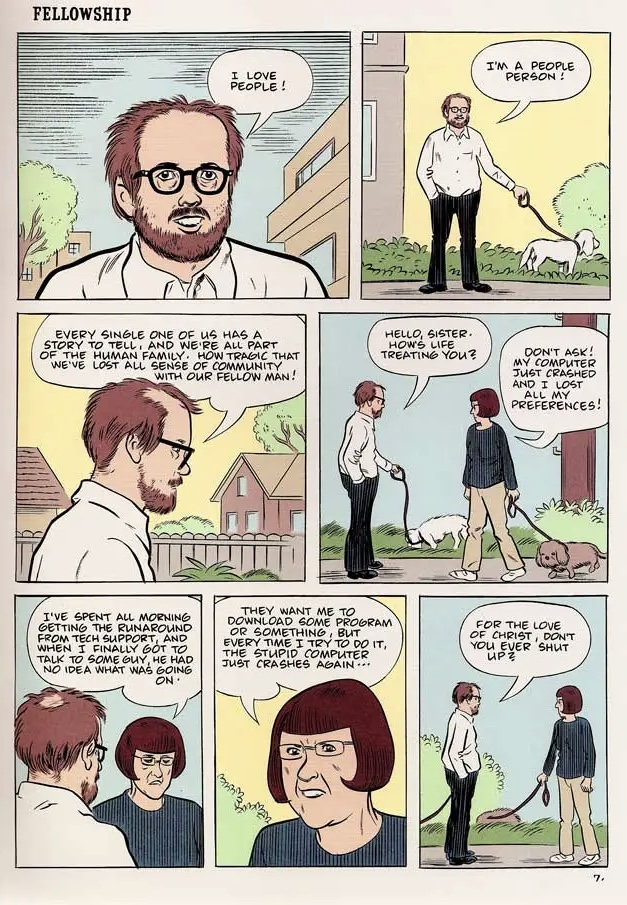 FELLOWSHIP
I LOVE
PEOPLE!
I'M A PEOPLE
PERSON!
EVERY SINGLE ONE OF US HAS A
STORY TO TELL, AND WE'RE ALL PART
OF THE HUMAN FAMILY. HOW TRAGIC THAT
WE'VE LOST ALL SENSE OF COMMUNITY
WITH OUR FELLOW MAN!
HELLO, SISTER.
HOW'S LIFE
TREATING YOU?
DON'T ASK!
MY COMPUTER
JUST CRASHED
AND I LOST
ALL MY
PREFERENCES!
I'VE SPENT ALL MORNING
GETTING THE RUNAROUND
FROM TECH SUPPORT, AND
WHEN I FINALLY GOT TO
TALK TO SOME GUY, HE HAD
NO IDEA WHAT WAS GOING
ON.
THEY WANT ME TO
DOWNLOAD SOME PROGRAM
OR SOMETHING, BUT
EVERY TIME I TRY TO DO IT,
THE STUPID COMPUTER
JUST CRASHES AGAIN...
FOR THE LOVE
OF CHRIST, DON'T
YOU EVER SHUT
UP?
7.